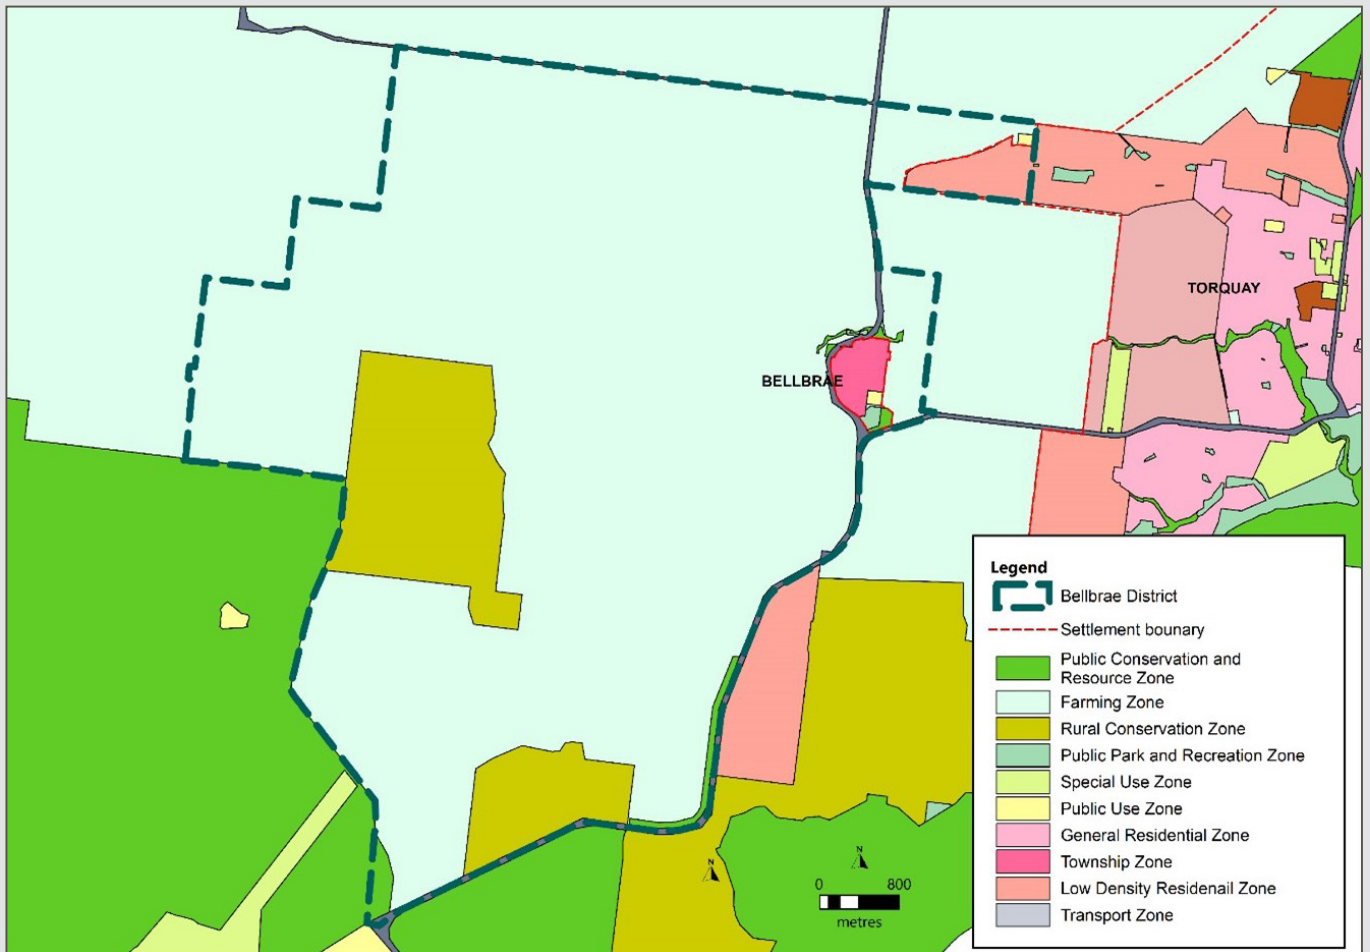 TORQUAY
BELLBRAE
Legend
Bellbrae District
Settlement bounary
Public Conservation and
Resource Zone
Farming Zone
Rural Conservation Zone
Public Park and Recreation Zone
Special Use Zone
Public Use Zone
General Residential Zone
Township Zone
Low Density Residenail Zone
Transport Zone
N
N
0 800
metres